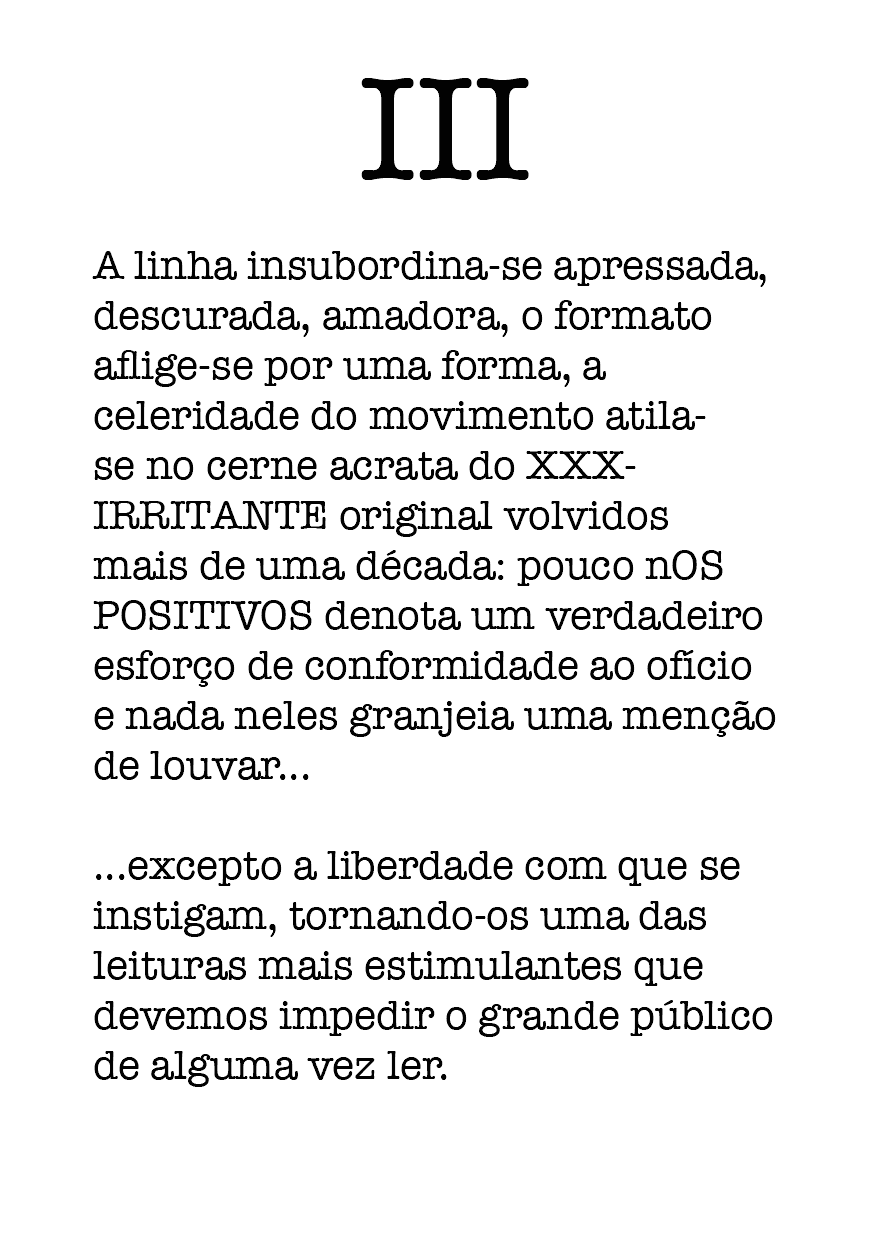 III
A linha insubordina-se apressada,
descurada, amadora, o formato
aflige-se por uma forma, a
celeridade do movimento atila-
se no cerne acrata do XXX-
IRRITANTE original volvidos
mais de uma década: pouco nOS
POSITIVOS denota um verdadeiro
esforço de conformidade ao ofício
e nada neles granjeia uma menção
de louvar...
...excepto a liberdade com que se
instigam, tornando-os uma das
leituras mais estimulantes que
devemos impedir o grande público
de alguma vez ler.